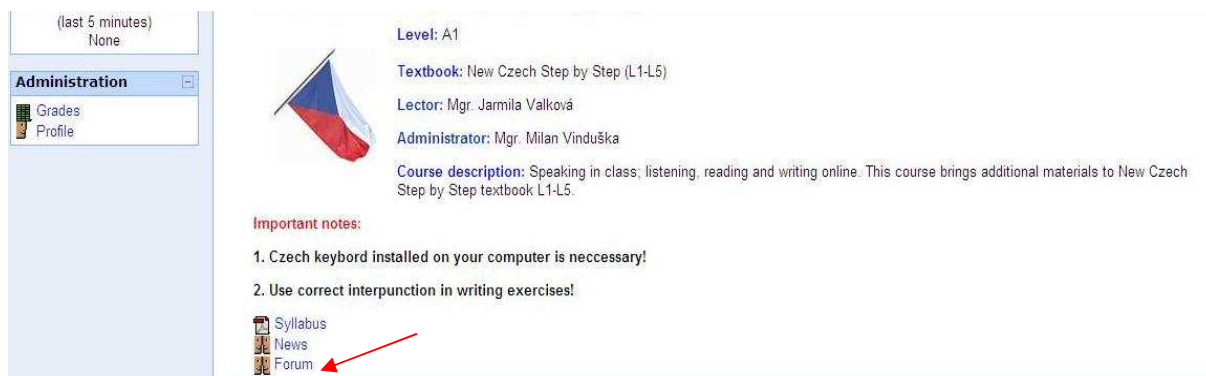 (last 5 minutes)
None
Administration
Grades
Profile
Level: A1
Textbook: New Czech Step by Step (L1-L5)
Lector: Mgr. Jarmila Valková
Administrator: Mgr. Milan Vinduška
Course description: Speaking in class; listening, reading and writing online. This course brings additional materials to New Czech
Step by Step textbook L1-L5.
Important notes:
1. Czech keybord installed on your computer is neccessary!
2. Use correct interpunction in writing exercises!
Syllabus
News
Forum